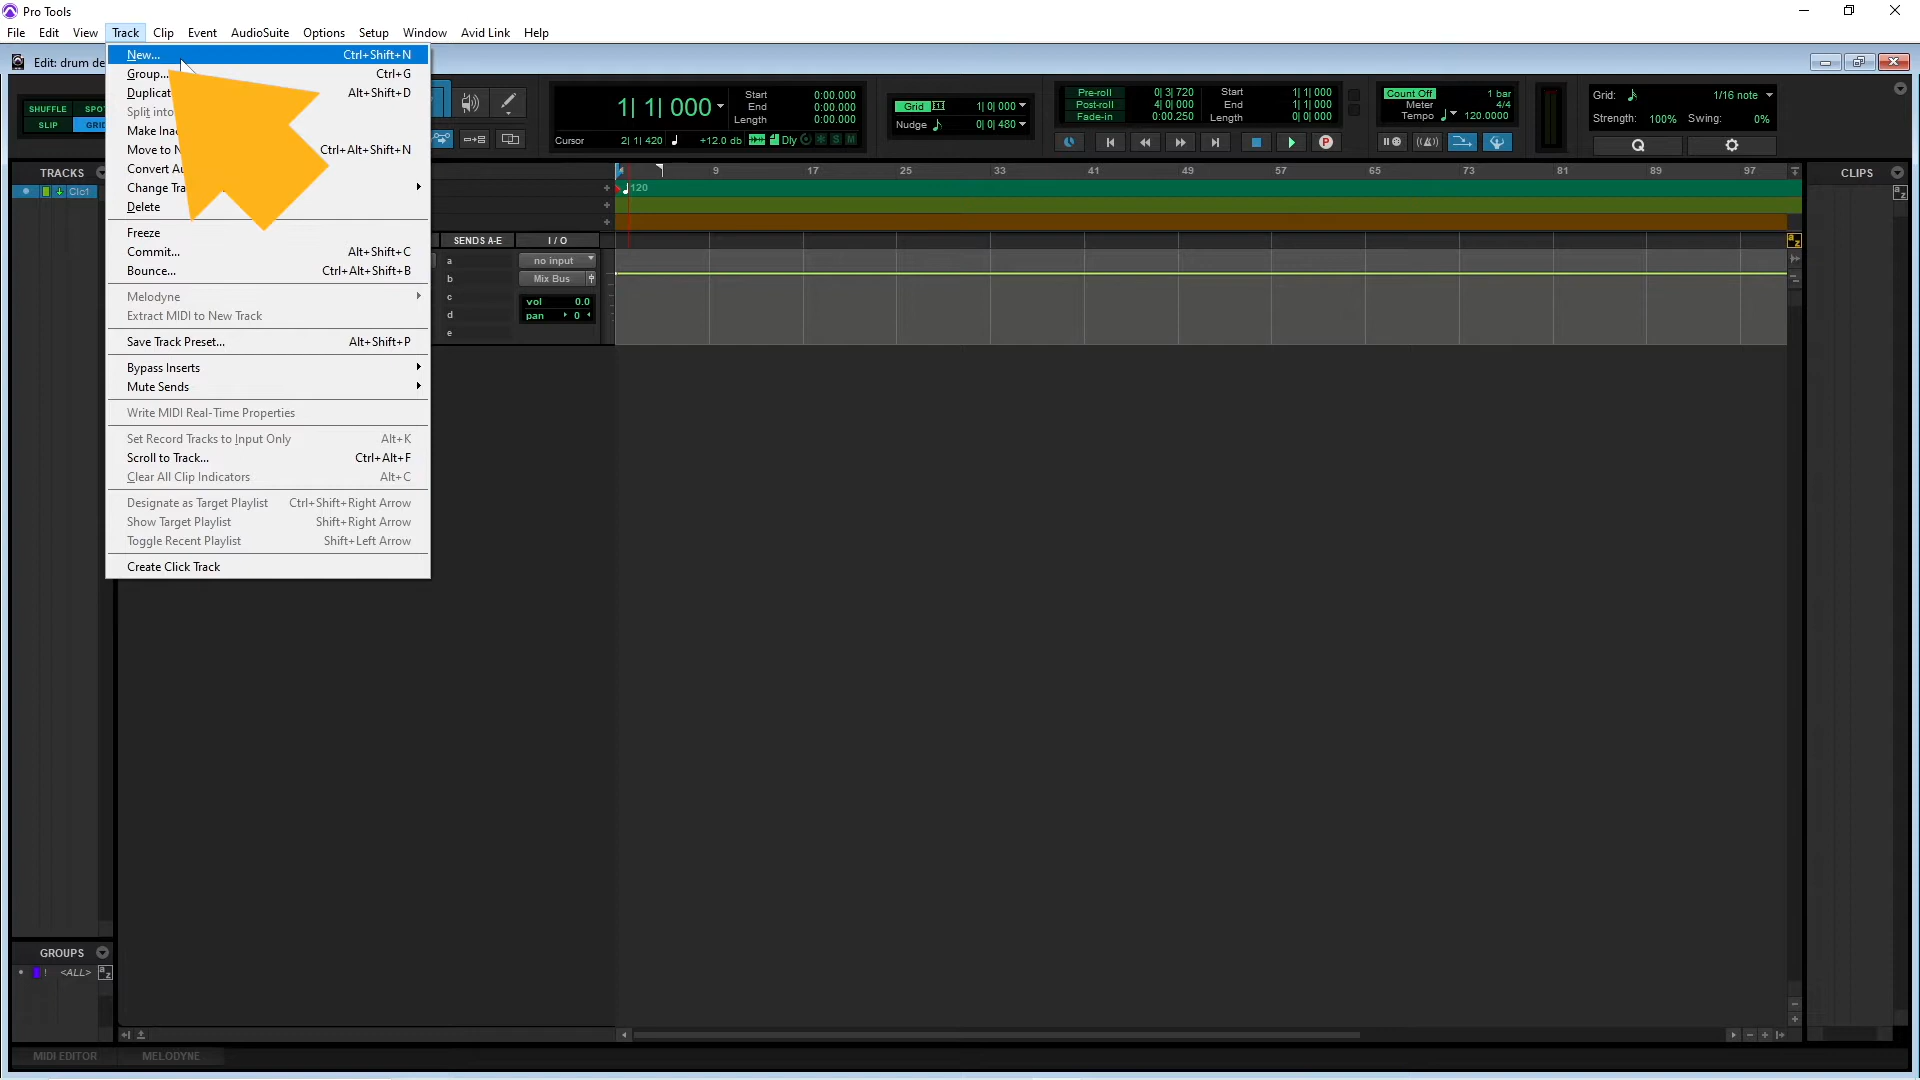 Pro Tools
File Edit View Track Clip Event AudioSuite Options Setup Window Avid Link Help
Edit: drum de
New... Ctrl+Shift+N
Group... Ctrl+G
Duplicat Alt+Shift+D
Split into
Make Inac
Move to N Ctrl+Alt+Shift+N
Convert Au
Change Tra
Delete
Freeze
Commit... Alt+Shift+C
Bounce... Ctrl+Alt+Shift+B
Melodyne
Extract MIDI to New Track
Save Track Preset... Alt+Shift+P
Bypass Inserts
Mute Sends
Write MIDI Real-Time Properties
Set Record Tracks to Input Only Alt+K
Scroll to Track... Ctrl+Alt+F
Clear All Clip Indicators Alt+C
Designate as Target Playlist Ctrl+Shift+Right Arrow
Show Target Playlist Shift+Right Arrow
Toggle Recent Playlist Shift+Left Arrow
Create Click Track
SHUFFLE SPOT
SLIP GRID
1| 1| 000
Start 0:00.000
End 0:00.000
Length 0:00.000
Cursor 2| 1| 420 +12.0 db Dly S M
Grid 1| 0| 000
Nudge 0| 0| 480
Pre-roll 0| 3| 720
Post-roll 4| 0| 000
Fade-in 0:00.250
Start 1| 1| 000
End 1| 1| 000
Length 0| 0| 000
Count Off 1 bar
Meter 4/4
Tempo 120.0000
Grid: 1/16 note
Strength: 100% Swing: 0%
P
Q
TRACKS
Clc1
9 17 25 33 41 49 57 65 73 81 89 97
120
CLIPS
a z
SENDS A-E I / O
a no input
b Mix Bus
c vol 0.0
d pan 0
e
GROUPS
! <ALL> a z
MIDI EDITOR MELODYNE